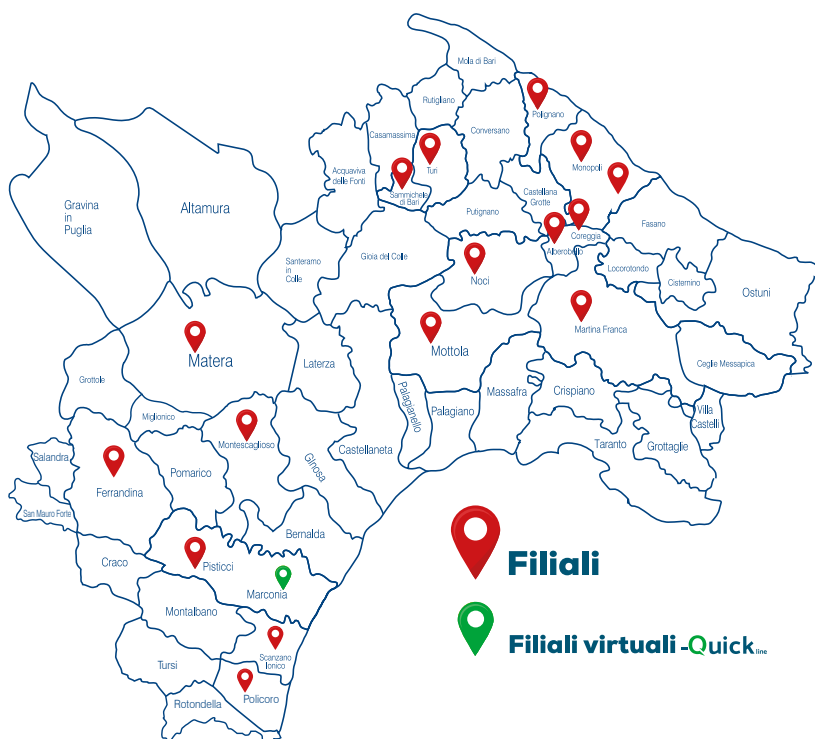 Mola di Bari
Rutigliano
Polignano
Casamassima
Conversano
Turi
Monopoli
Acquaviva
delle Fonti
Sammichele
di Bari
Castellana
Grotte
Gravina
in
Puglia
Altamura
Putignano
Coreggia
Fasano
Santeramo
in
Colle
Gioia del Colle
Alberobello
Noci
Locorotondo
Cisternino
Ostuni
Martina Franca
Matera
Laterza
Mottola
Ceglie Messapica
Grottole
Palagianello
Palagiano
Massafra
Crispiano
Villa
Castelli
Miglionico
Montescaglioso
Ginosa
Castellaneta
Taranto
Grottaglie
Salandra
Ferrandina
Pomarico
San Mauro Forte
Bernalda
Craco
Pisticci
Marconia
Montalbano
Scanzano
Ionico
Tursi
Policoro
Rotondella
Filiali
Filiali virtuali -Quick line